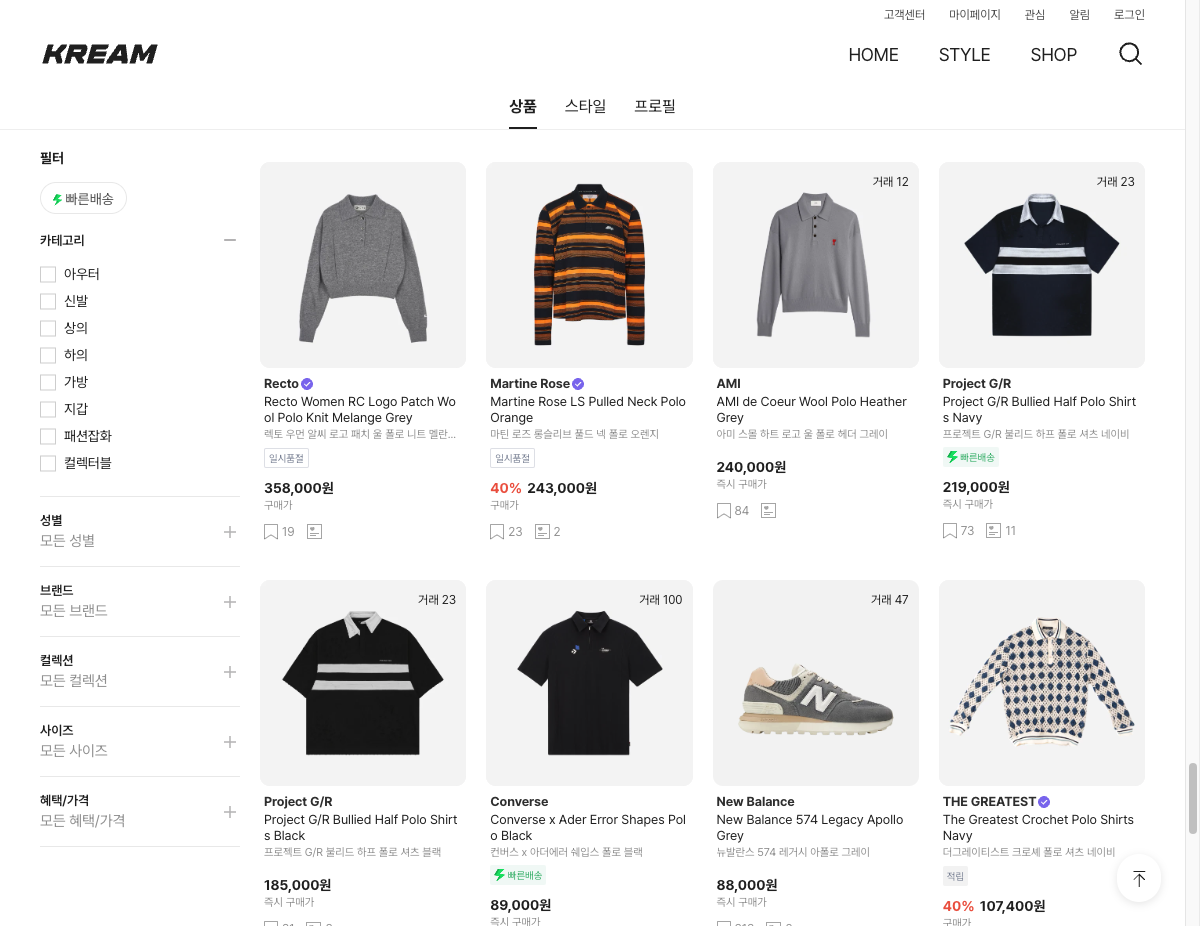 고객센터 마이페이지 관심 알림 로그인
KREAM
HOME STYLE SHOP
상품 스타일 프로필
필터
빠른배송
카테고리
아우터
신발
상의
하의
가방
지갑
패션잡화
컬렉터블
성별
모든 성별
브랜드
모든 브랜드
컬렉션
모든 컬렉션
사이즈
모든 사이즈
혜택/가격
모든 혜택/가격
Recto
Recto Women RC Logo Patch Wo
ol Polo Knit Melange Grey
렉토 우먼 알씨 로고 패치 울 폴로 니트 멜란...
일시품절
358,000원
구매가
19
Martine Rose
Martine Rose LS Pulled Neck Polo
Orange
마틴 로즈 롱슬리브 풀드 넥 폴로 오렌지
일시품절
40% 243,000원
구매가
23 2
거래 12
AMI
AMI de Coeur Wool Polo Heather
Grey
아미 스몰 하트 로고 울 폴로 헤더 그레이
240,000원
즉시 구매가
84
거래 23
Project G/R
Project G/R Bullied Half Polo Shirt
s Navy
프로젝트 G/R 불리드 하프 폴로 셔츠 네이비
빠른배송
219,000원
즉시 구매가
73 11
거래 23
Project G/R
Project G/R Bullied Half Polo Shirt
s Black
프로젝트 G/R 불리드 하프 폴로 셔츠 블랙
185,000원
즉시 구매가
거래 100
Converse
Converse x Ader Error Shapes Pol
o Black
컨버스 x 아더에러 쉐입스 폴로 블랙
빠른배송
89,000원
즉시 구매가
거래 47
N
New Balance
New Balance 574 Legacy Apollo
Grey
뉴발란스 574 레거시 아폴로 그레이
88,000원
즉시 구매가
THE GREATEST
The Greatest Crochet Polo Shirts
Navy
더그레이티스트 크로셰 폴로 셔츠 네이비
적립
40% 107,400원
구매가